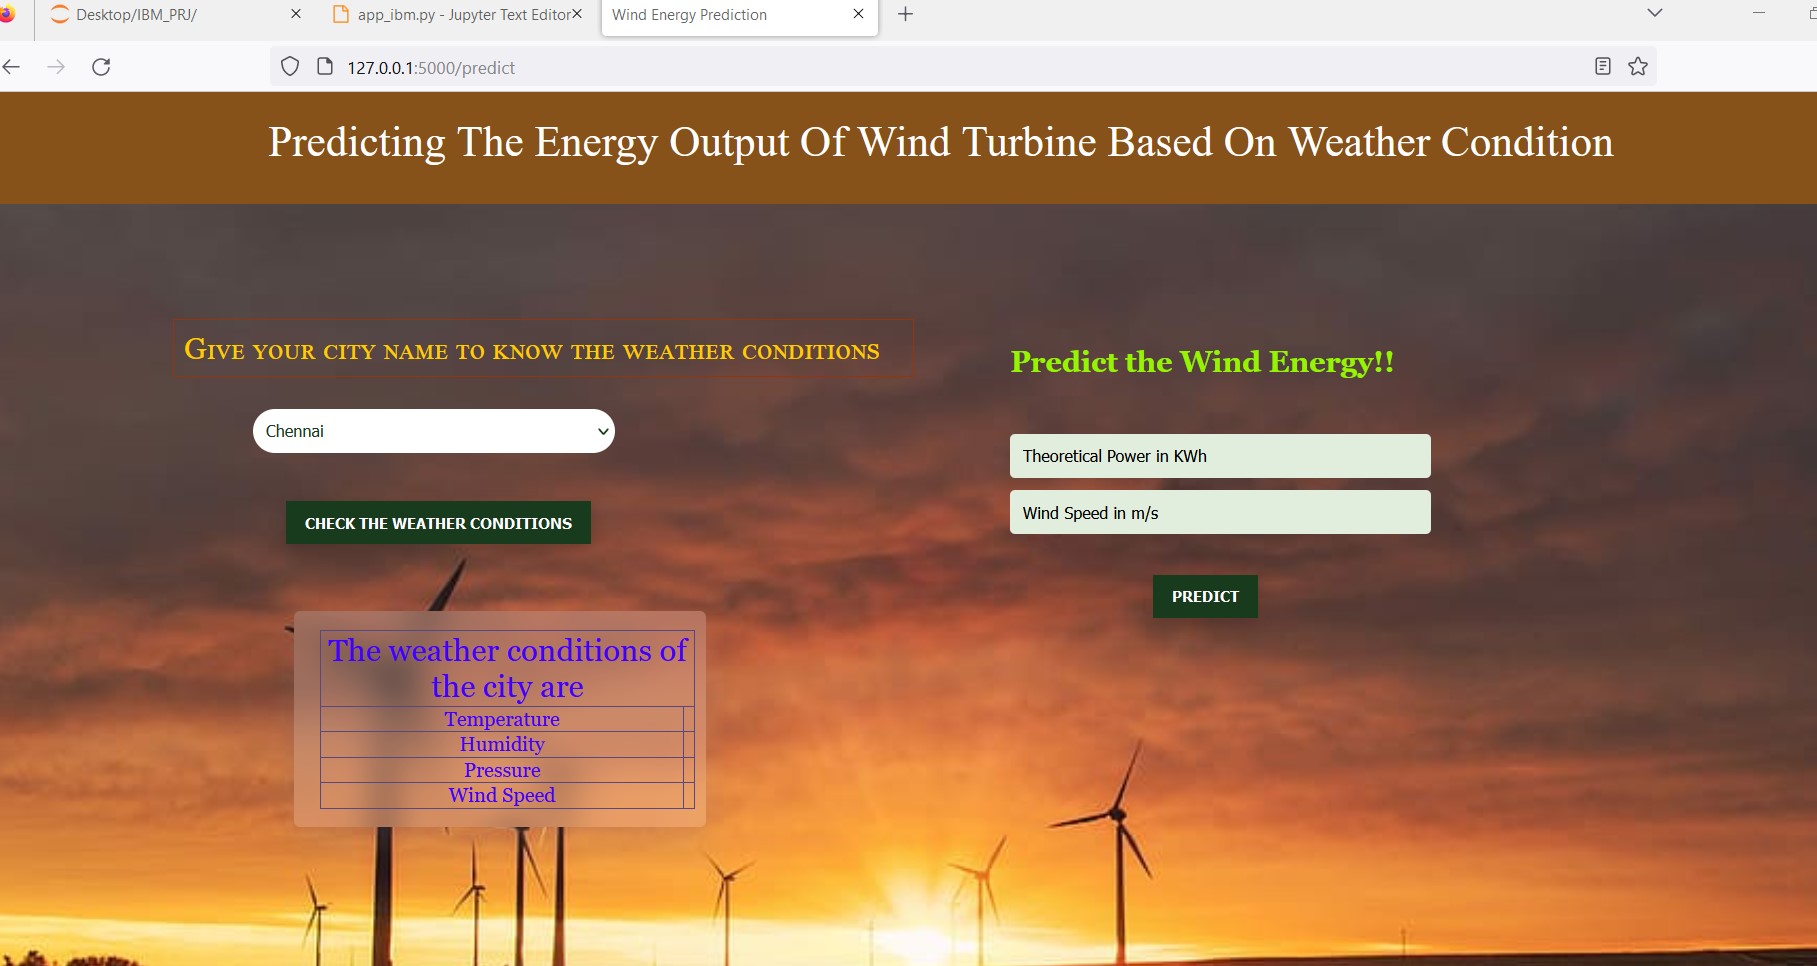 Desktop/IBM_PRJ/
app_ibm.py - Jupyter Text Editor
Wind Energy Prediction
127.0.0.1:5000/predict
Predicting The Energy Output Of Wind Turbine Based On Weather Condition
Give your city name to know the weather conditions
Chennai
CHECK THE WEATHER CONDITIONS
The weather conditions of
the city are
Temperature
Humidity
Pressure
Wind Speed
Predict the Wind Energy!!
Theoretical Power in KWh
Wind Speed in m/s
PREDICT